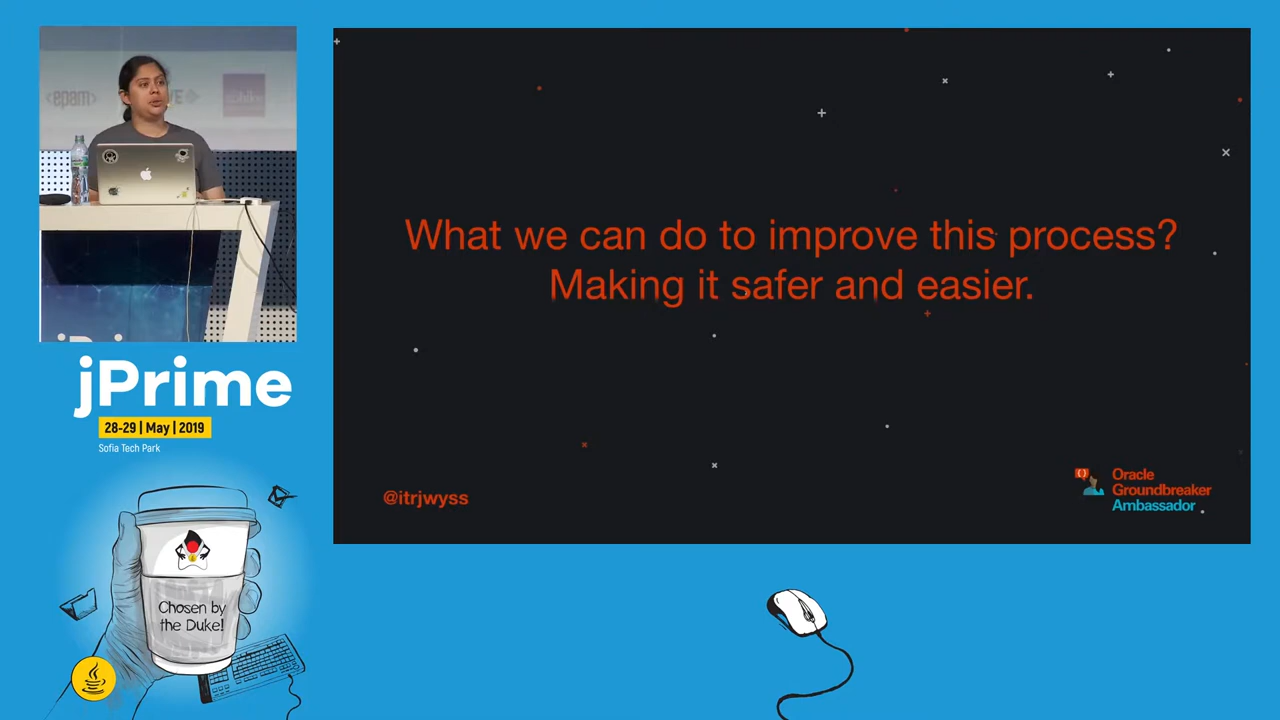 <epam>
What we can do to improve this process?
Making it safer and easier.
jPrime
28-29 | May | 2019
Sofia Tech Park
@itrjwyss
Oracle
Groundbreaker
Ambassador
Chosen by
the Duke!